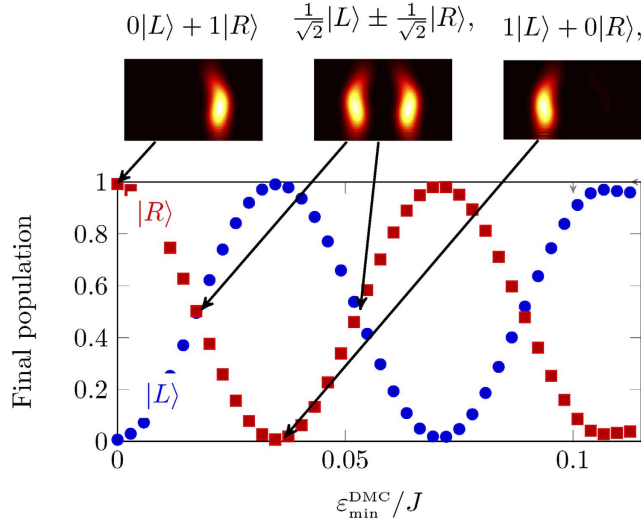 0|L⟩ + 1|R⟩
1/√2|L⟩ ± 1/√2|R⟩,
1|L⟩ + 0|R⟩,
1
|R⟩
0.8
0.6
0.4
|L⟩
0.2
0
Final population
0 0.05 0.1
ε_min^DMC/J